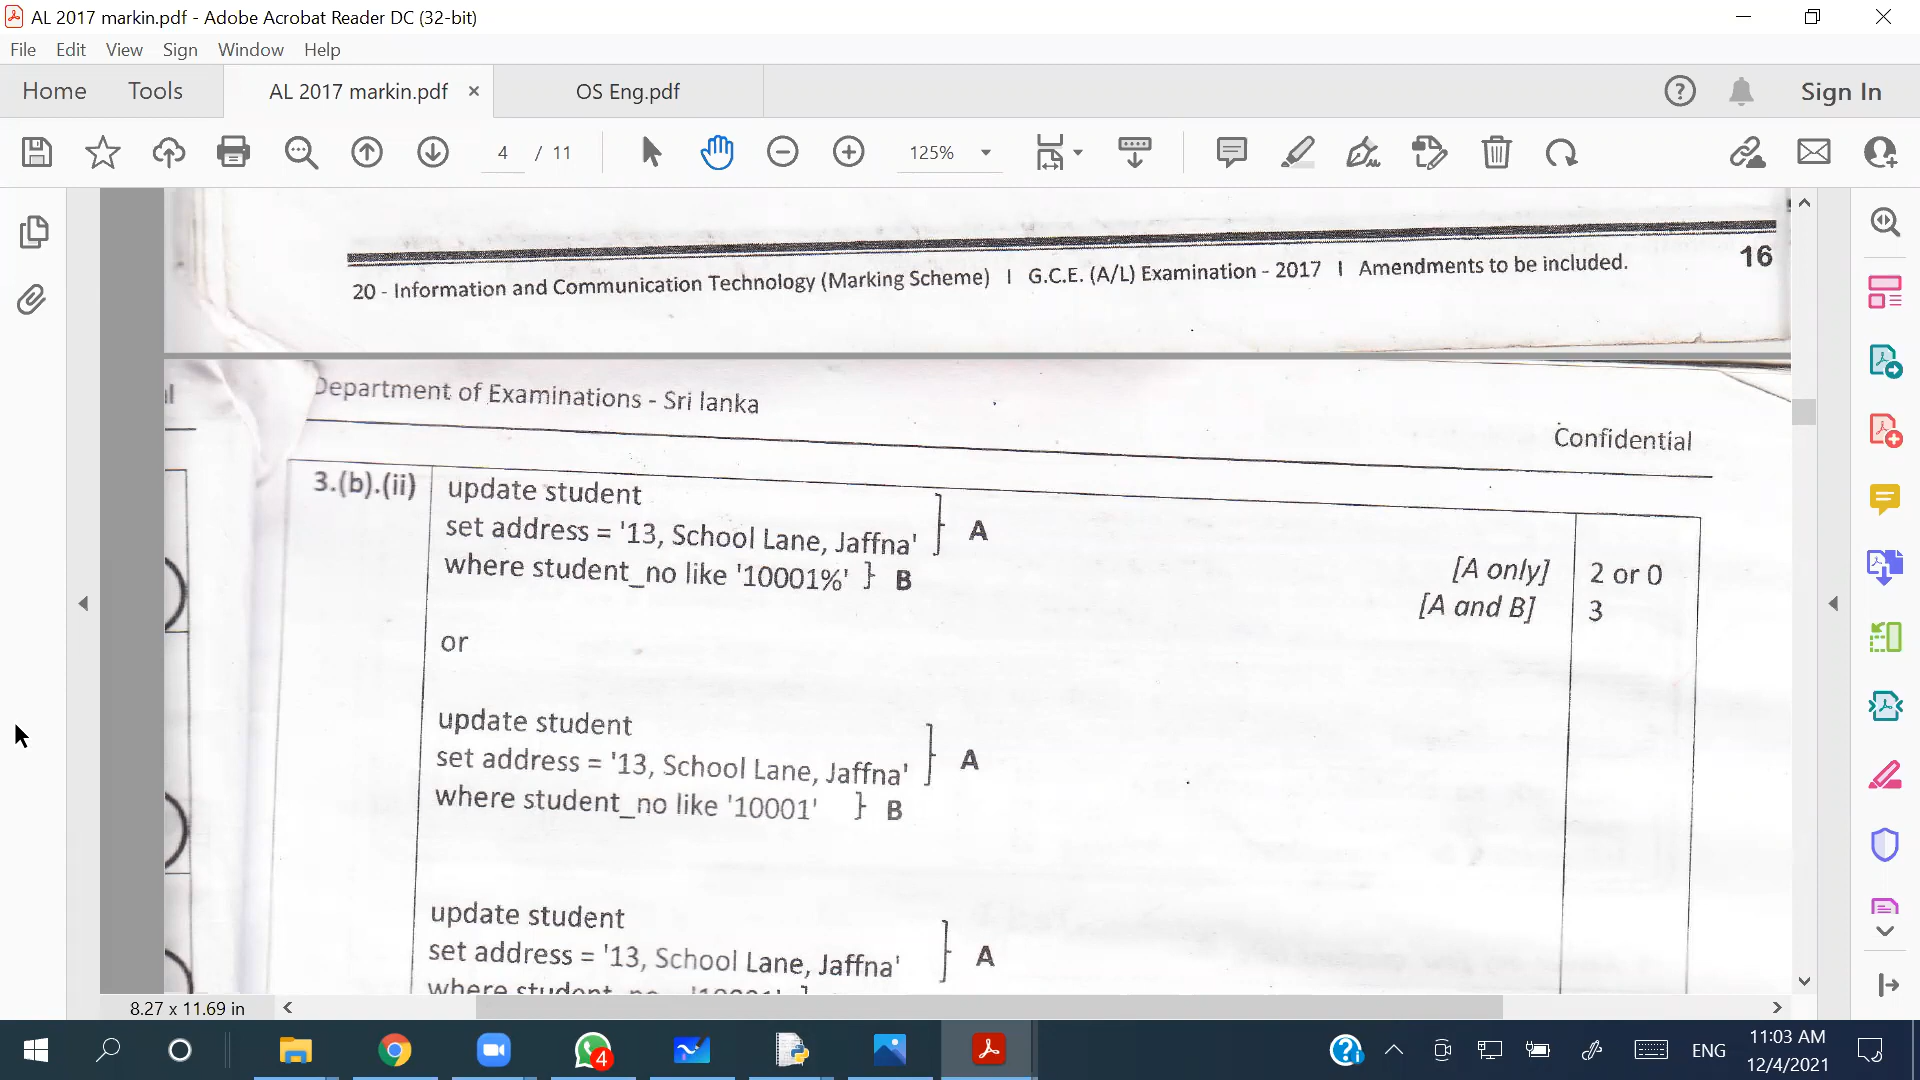 AL 2017 markin.pdf - Adobe Acrobat Reader DC (32-bit)
File Edit View Sign Window Help
Home Tools AL 2017 markin.pdf × OS Eng.pdf Sign In
4 / 11 125%
16
20 - Information and Communication Technology (Marking Scheme) I G.C.E. (A/L) Examination - 2017 I Amendments to be included.
Department of Examinations - Sri lanka
Confidential
3.(b).(ii) update student
set address = '13, School Lane, Jaffna' } A
where student_no like '10001%' } B
[A only] 2 or 0
[A and B] 3
or
update student
set address = '13, School Lane, Jaffna' } A
where student_no like '10001' } B
update student
set address = '13, School Lane, Jaffna' } A
8.27 x 11.69 in
4
ENG
11:03 AM
12/4/2021